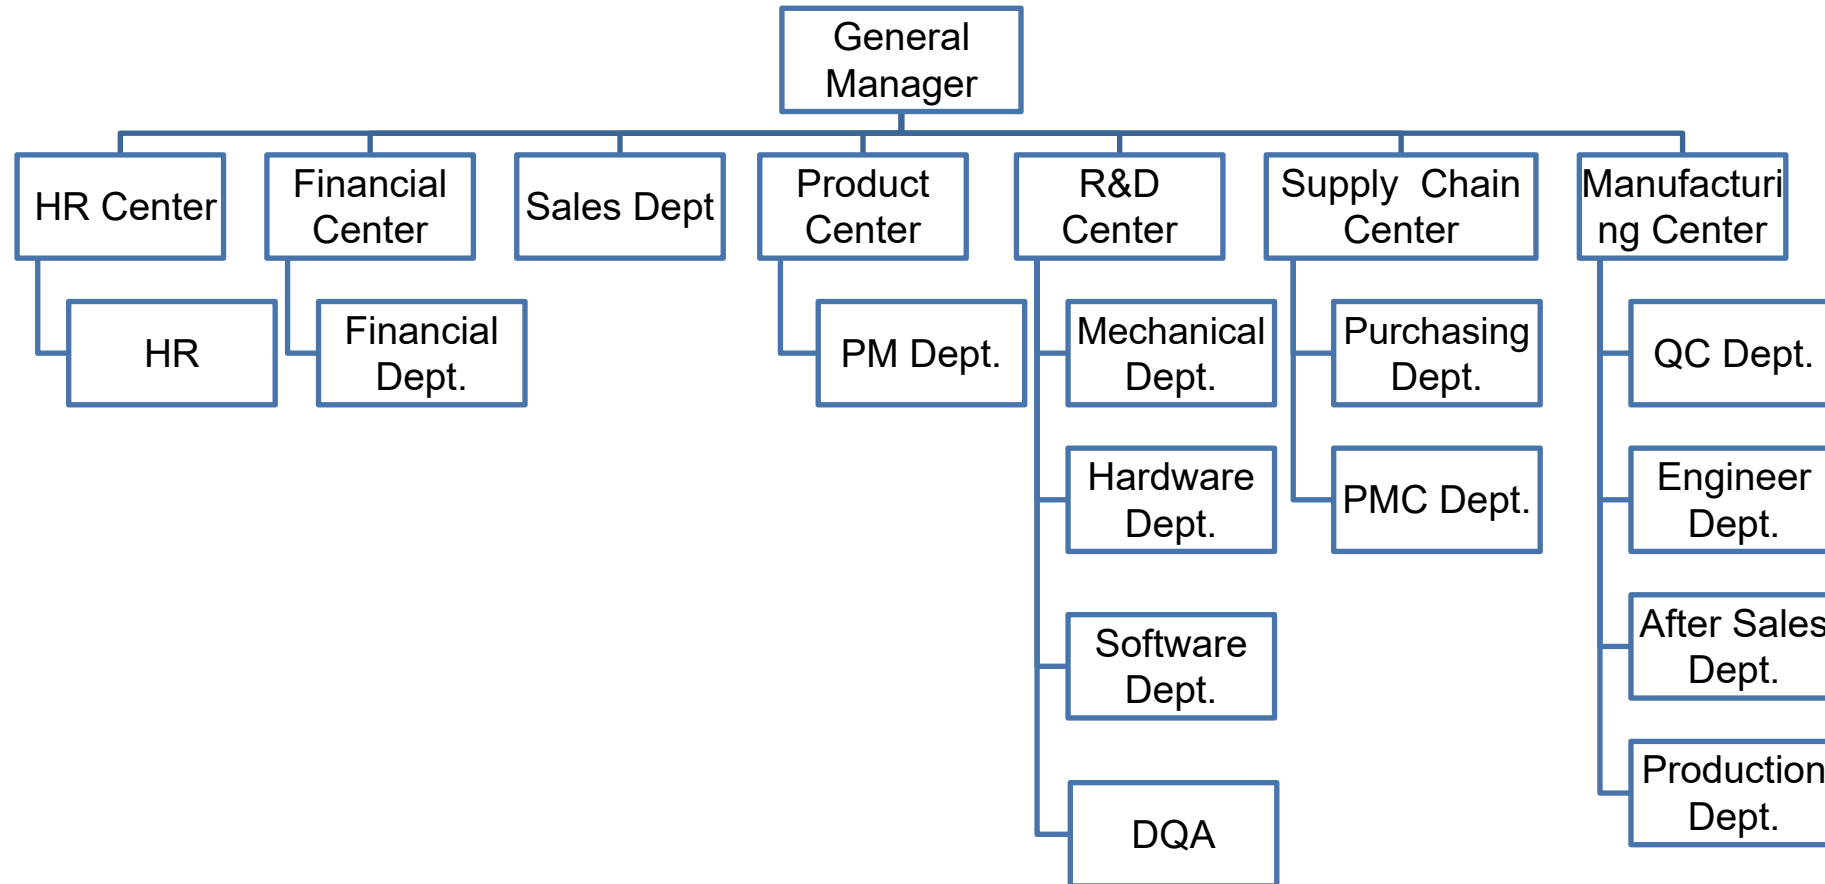 General
Manager
HR Center
Financial
Center
Sales Dept
Product
Center
R&D
Center
Supply  Chain
Center
Manufacturi
ng Center
HR
Financial
Dept.
PM Dept.
Mechanical
Dept.
Purchasing
Dept.
QC Dept.
Hardware
Dept.
PMC Dept.
Engineer
Dept.
Software
Dept.
After Sales
Dept.
DQA
Production
Dept.